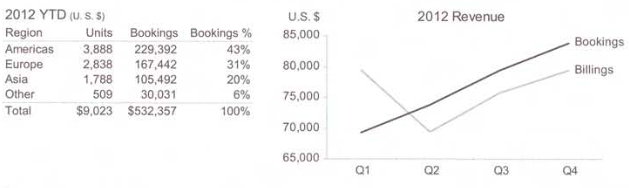 2012 YTD (U. S. $)
Region Units Bookings Bookings %
Americas 3,888 229,392 43%
Europe 2,838 167,442 31%
Asia 1,788 105,492 20%
Other 509 30,031 6%
Total $9,023 $532,357 100%
U.S. $
2012 Revenue
85,000
80,000
75,000
70,000
65,000
Bookings
Billings
Q1 Q2 Q3 Q4